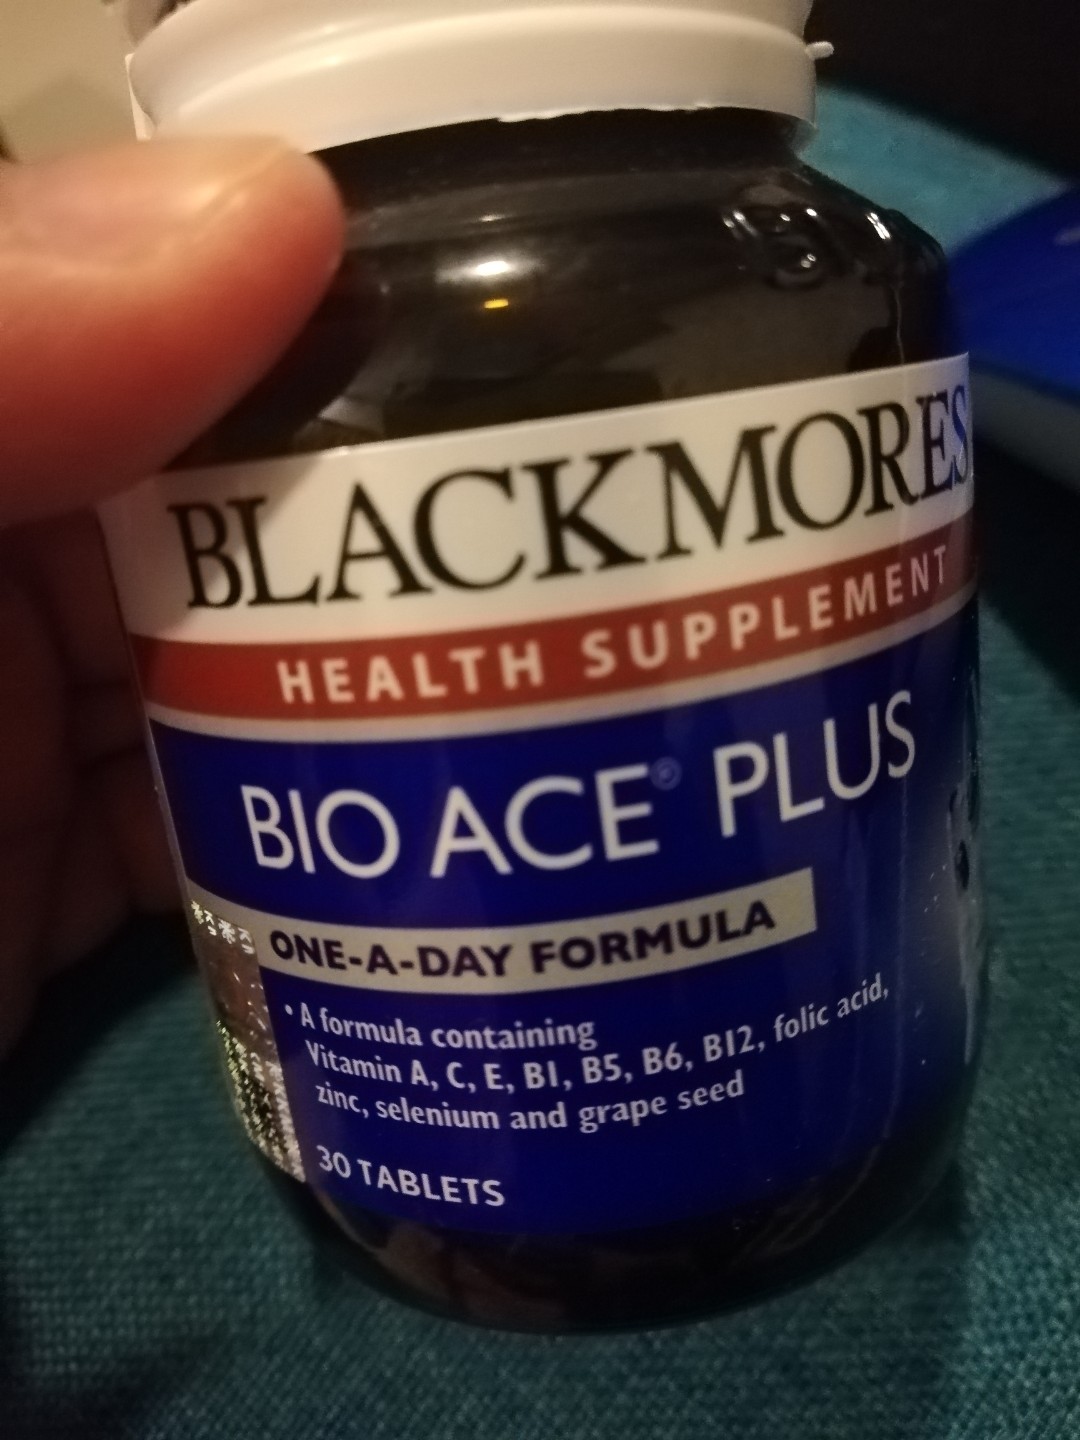 BLACKMORES
HEALTH SUPPLEMENT
BIO ACE® PLUS
ONE-A-DAY FORMULA
• A formula containing
Vitamin A, C, E, B1, B5, B6, B12, folic acid,
zinc, selenium and grape seed
30 TABLETS